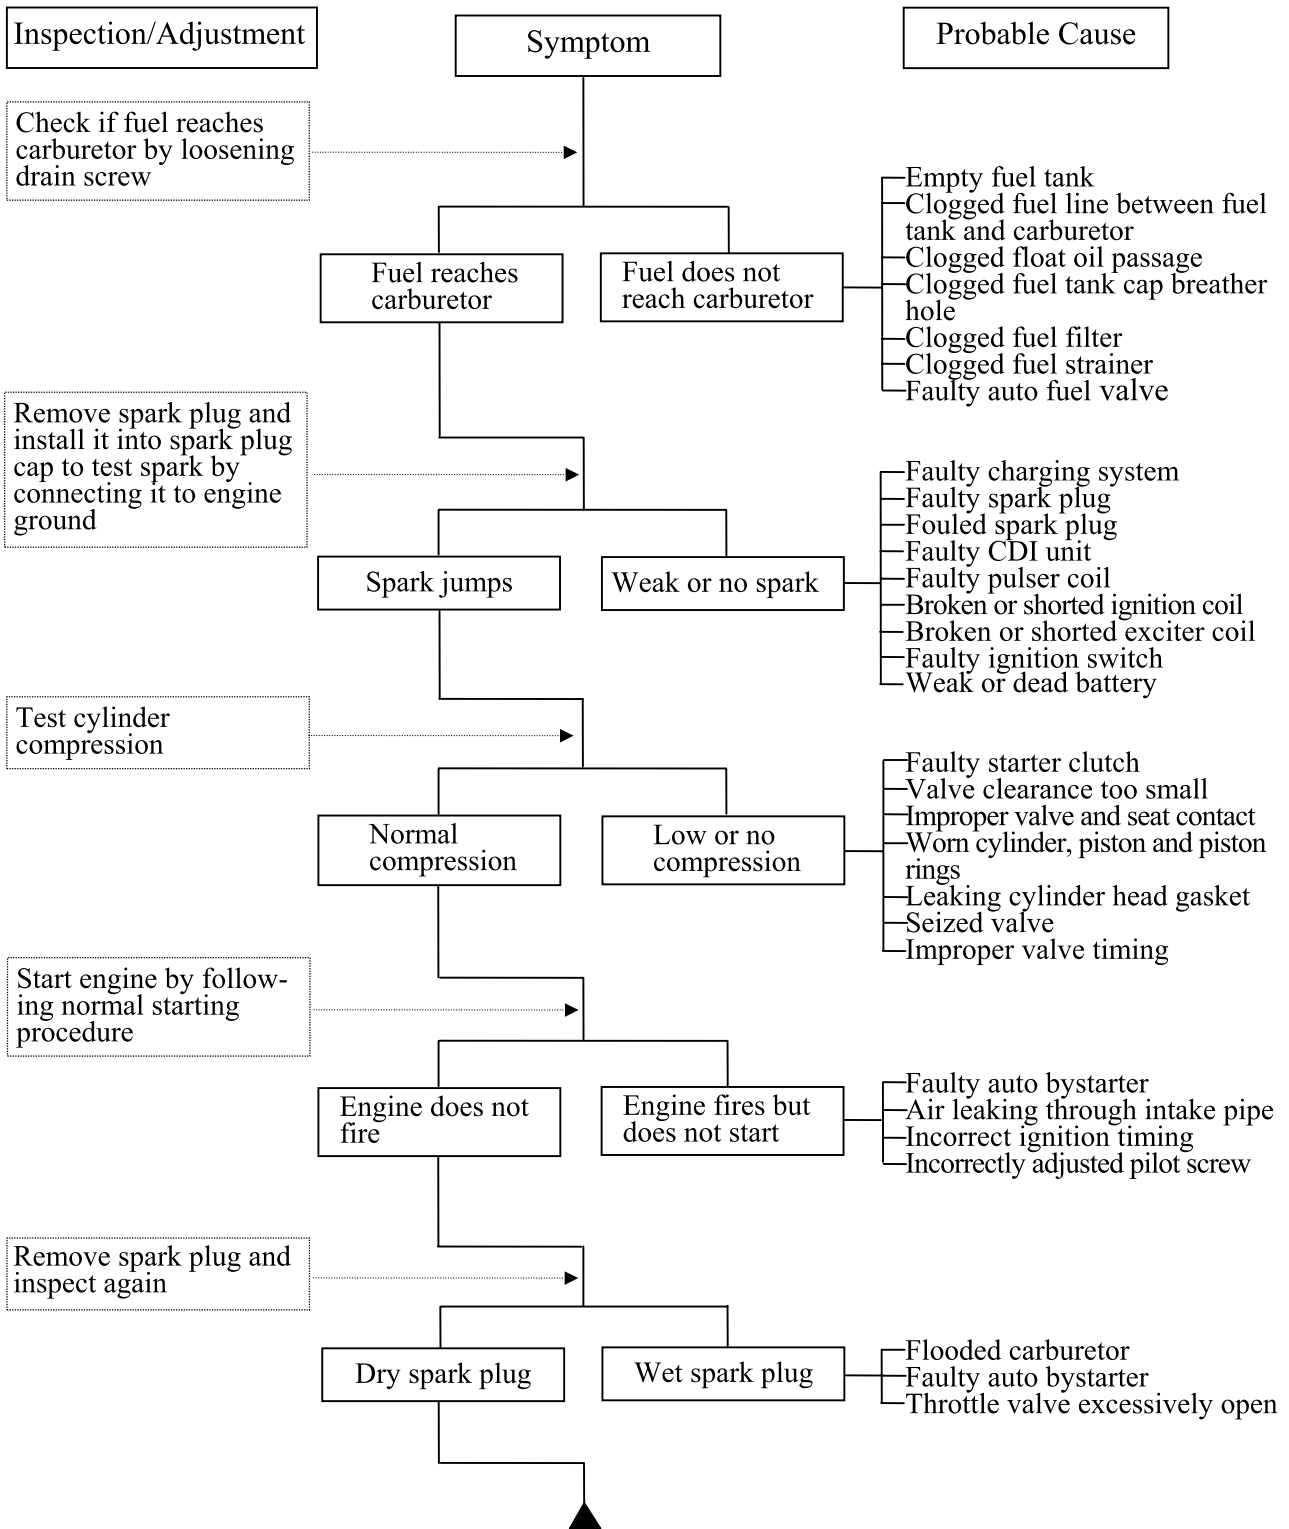 Inspection/Adjustment
Symptom
Probable Cause
Check if fuel reaches
carburetor by loosening
drain screw
Fuel reaches
carburetor
Fuel does not
reach carburetor
Empty fuel tank
Clogged fuel line between fuel
tank and carburetor
Clogged float oil passage
Clogged fuel tank cap breather
hole
Clogged fuel filter
Clogged fuel strainer
Faulty auto fuel valve
Remove spark plug and
install it into spark plug
cap to test spark by
connecting it to engine
ground
Spark jumps
Weak or no spark
Faulty charging system
Faulty spark plug
Fouled spark plug
Faulty CDI unit
Faulty pulser coil
Broken or shorted ignition coil
Broken or shorted exciter coil
Faulty ignition switch
Weak or dead battery
Test cylinder
compression
Normal
compression
Low or no
compression
Faulty starter clutch
Valve clearance too small
Improper valve and seat contact
Worn cylinder, piston and piston
rings
Leaking cylinder head gasket
Seized valve
Improper valve timing
Start engine by follow-
ing normal starting
procedure
Engine does not
fire
Engine fires but
does not start
Faulty auto bystarter
Air leaking through intake pipe
Incorrect ignition timing
Incorrectly adjusted pilot screw
Remove spark plug and
inspect again
Dry spark plug
Wet spark plug
Flooded carburetor
Faulty auto bystarter
Throttle valve excessively open